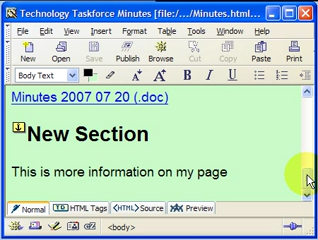 Technology Taskforce Minutes [file:/.../Minutes.html...
File Edit View Insert Format Table Tools Window Help
New Open Save Publish Browse Cut Copy Paste Print
Body Text B I U
Minutes 2007 07 20 (.doc)
New Section
This is more information on my page
Normal TD HTML Tags <HTML> Source Preview
<body>